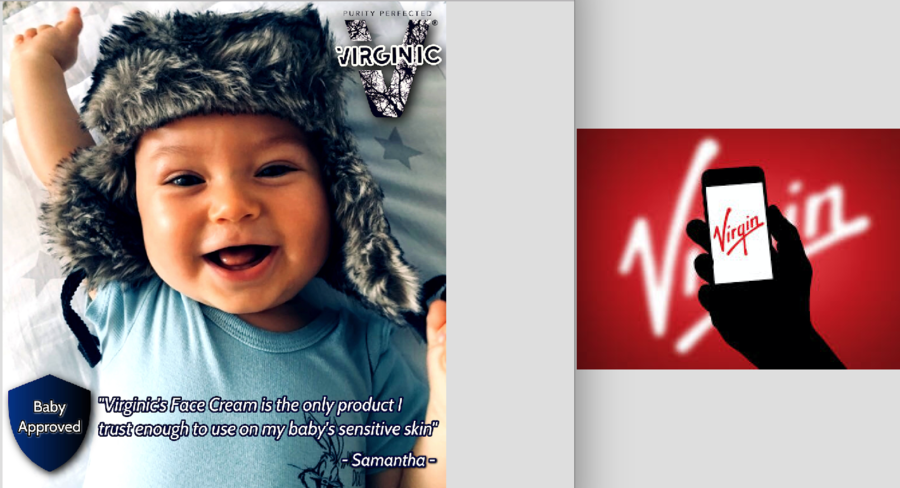 PURITY PERFECTED
VIRGINIC®
Baby
Approved
"Virginic's Face Cream is the only product I
trust enough to use on my baby's sensitive skin"
- Samantha -
Virgin
Virgin